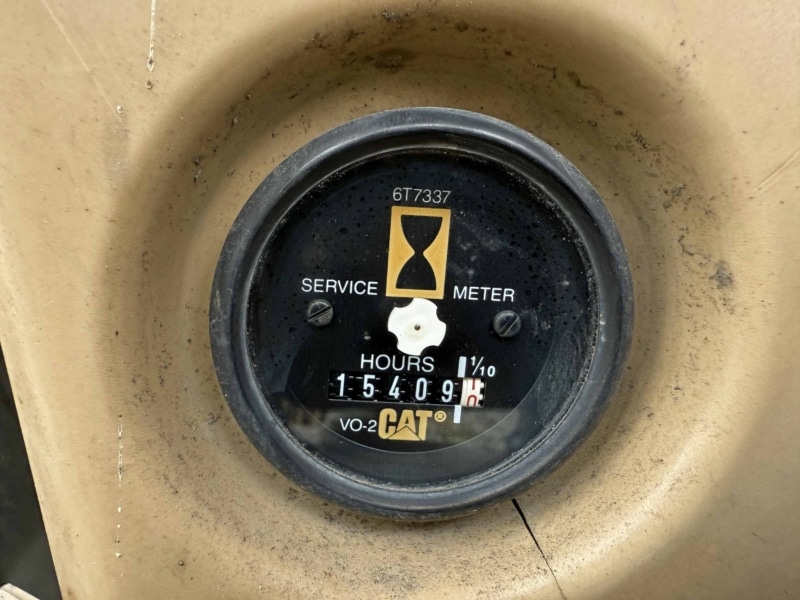 6T7337
SERVICE METER
HOURS 1/10
15409
VO-2 CAT®